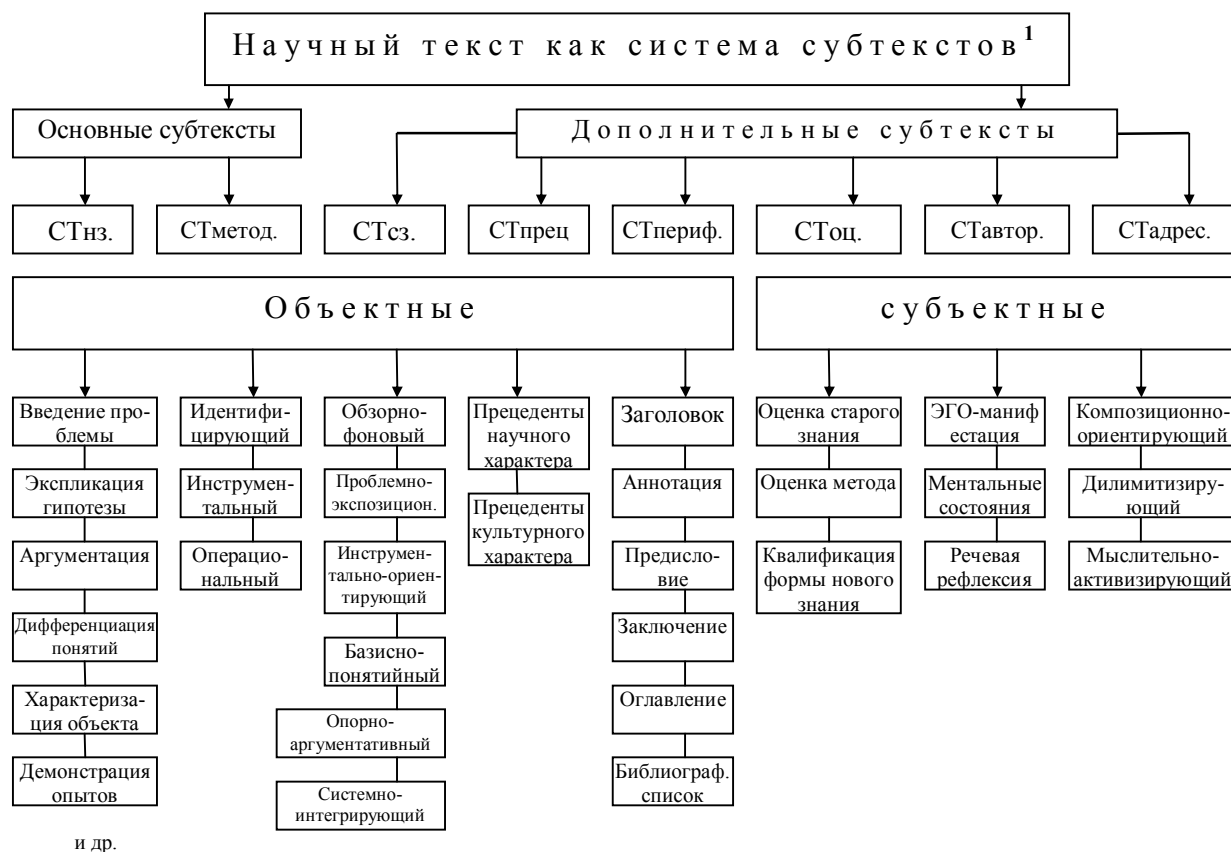 Научный текст как система субтекстов¹
Основные субтексты
Дополнительные субтексты
СТнз.
СТметод.
СТсз.
СТпрец
СТпериф.
СТоц.
СТавтор.
СТадрес.
Объектные
субъектные
Введение про-
блемы
Экспликация
гипотезы
Аргументация
Дифференциация
понятий
Характериза-
ция объекта
Демонстрация
опытов
и др.
Идентифи-
цирующий
Инструмен-
тальный
Операцио-
нальный
Обзорно-
фоновый
Проблемно-
экспозицион.
Инструмен-
тально-ориен-
тирующий
Базисно-
понятийный
Опорно-
аргументативный
Системно-
интегрирующий
Прецеденты
научного
характера
Прецеденты
культурного
характера
Заголовок
Аннотация
Предисло-
вие
Заключение
Оглавление
Библиограф.
список
Оценка старого
знания
Оценка метода
Квалификация
формы нового
знания
ЭГО-маниф
естация
Ментальные
состояния
Речевая
рефлексия
Композиционно-
ориентирующий
Дилимитизиру-
ющий
Мыслительно-
активизирующий